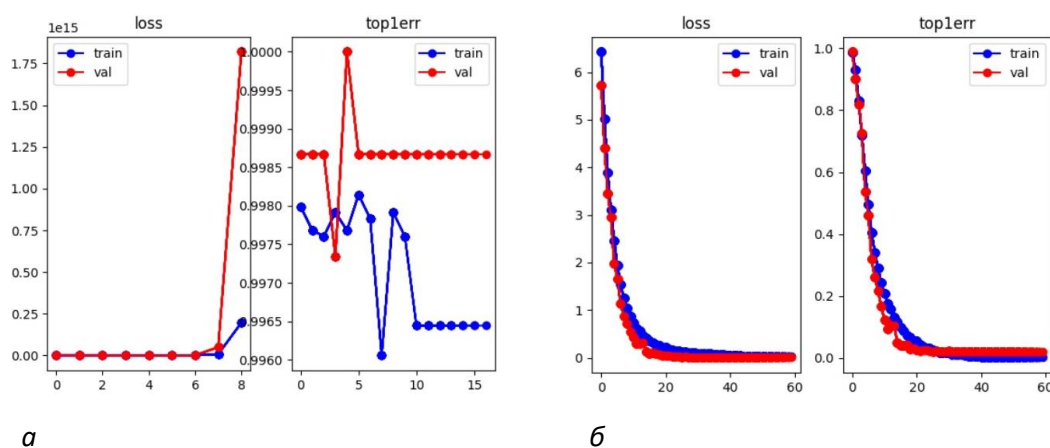 loss
1e15
1.75
1.50
1.25
1.00
0.75
0.50
0.25
0.00
0 2 4 6 8
train
val
top1err
1.0000
0.9995
0.9990
0.9985
0.9980
0.9975
0.9970
0.9965
0.9960
0 5 10 15
train
val
loss
6
5
4
3
2
1
0
0 20 40 60
train
val
top1err
1.0
0.8
0.6
0.4
0.2
0.0
0 20 40 60
train
val
а
б